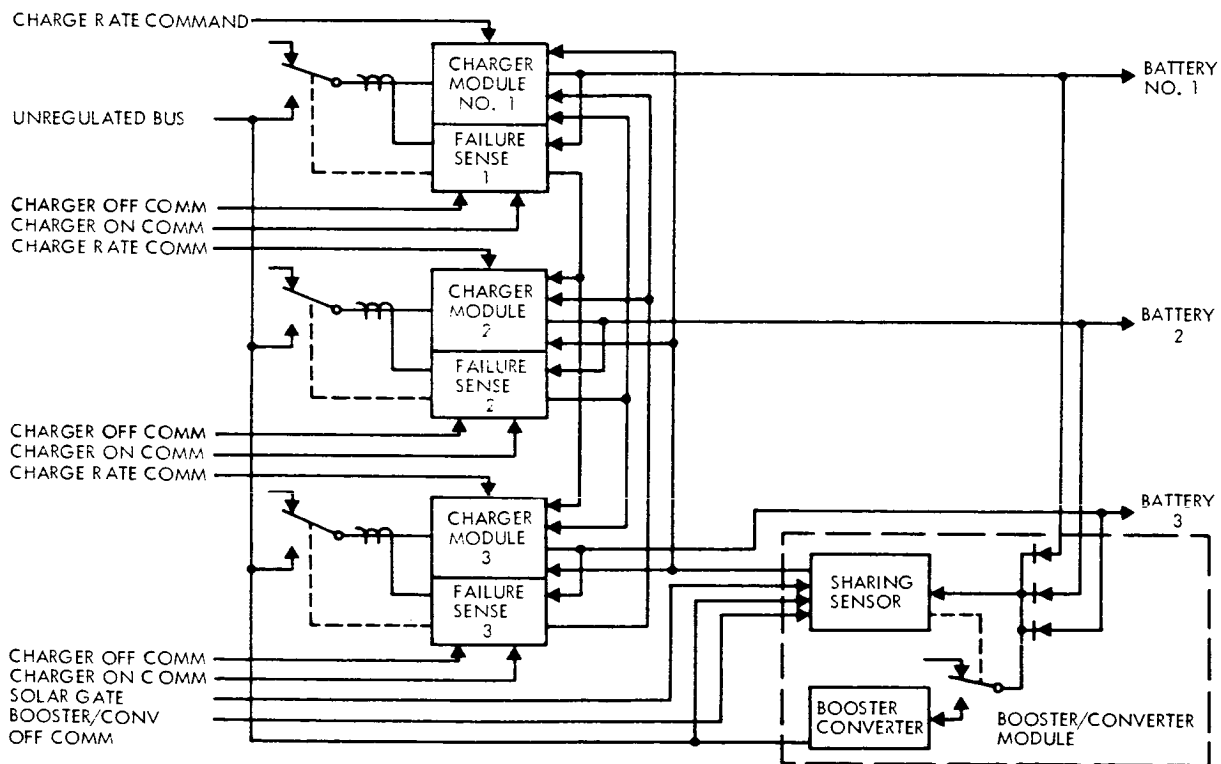 CHARGE RATE COMMAND
CHARGER
MODULE
NO. 1
BATTERY
NO. 1
UNREGULATED BUS
FAILURE
SENSE
1
CHARGER OFF COMM
CHARGER ON COMM
CHARGE RATE COMM
CHARGER
MODULE
2
BATTERY
2
FAILURE
SENSE
2
CHARGER OFF COMM
CHARGER ON COMM
CHARGE RATE COMM
CHARGER
MODULE
3
BATTERY
3
FAILURE
SENSE
3
SHARING
SENSOR
CHARGER OFF COMM
CHARGER ON COMM
SOLAR GATE
BOOSTER/CONV
OFF COMM
BOOSTER
CONVERTER
BOOSTER/CONVERTER
MODULE